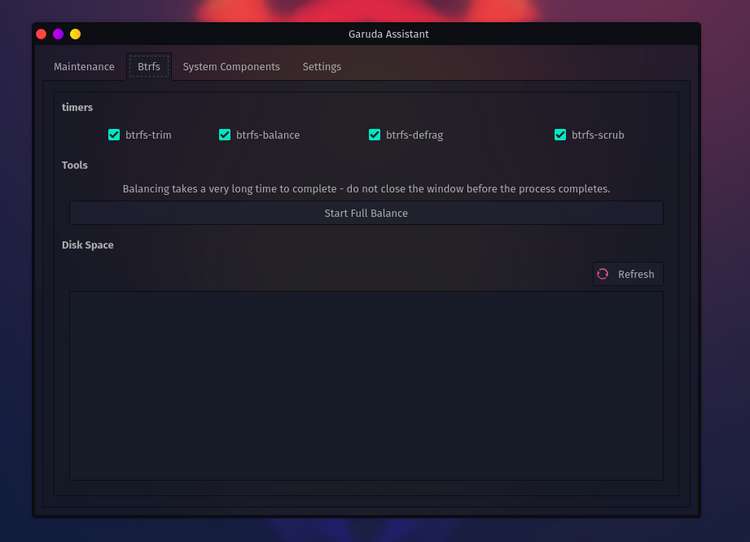 Garuda Assistant
Maintenance Btrfs System Components Settings
timers
btrfs-trim btrfs-balance btrfs-defrag btrfs-scrub
Tools
Balancing takes a very long time to complete - do not close the window before the process completes.
Start Full Balance
Disk Space
Refresh